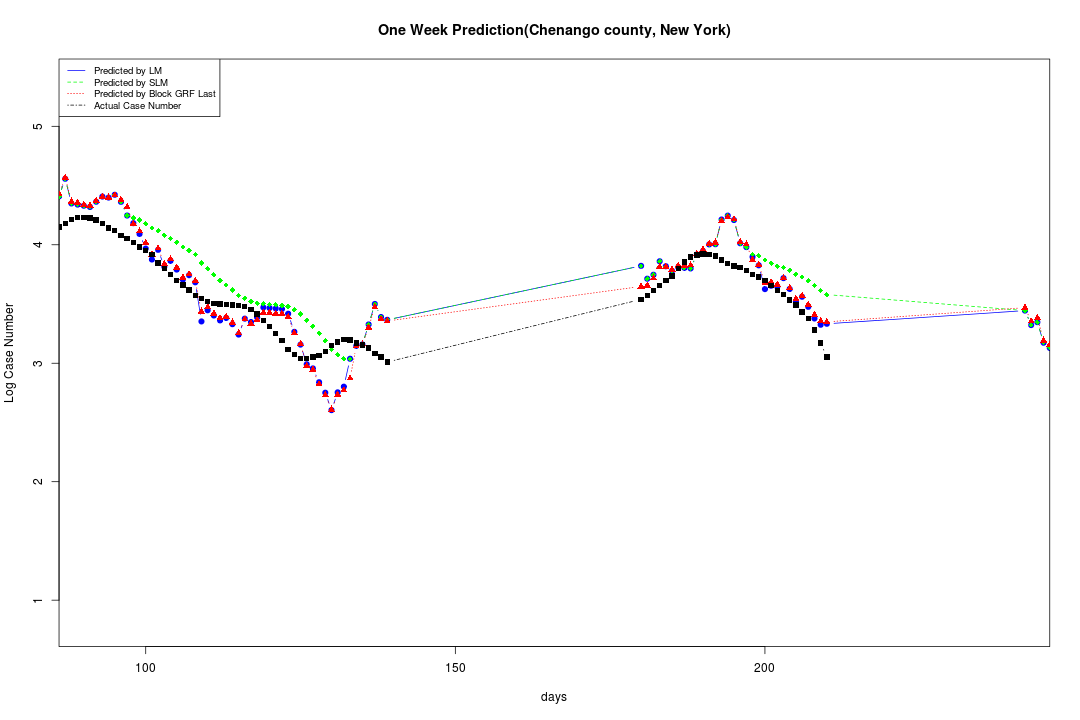 One Week Prediction(Chenango county, New York)
Predicted by LM
Predicted by SLM
Predicted by Block GRF Last
Actual Case Number
5
4
3
2
1
Log Case Number
100 150 200
days